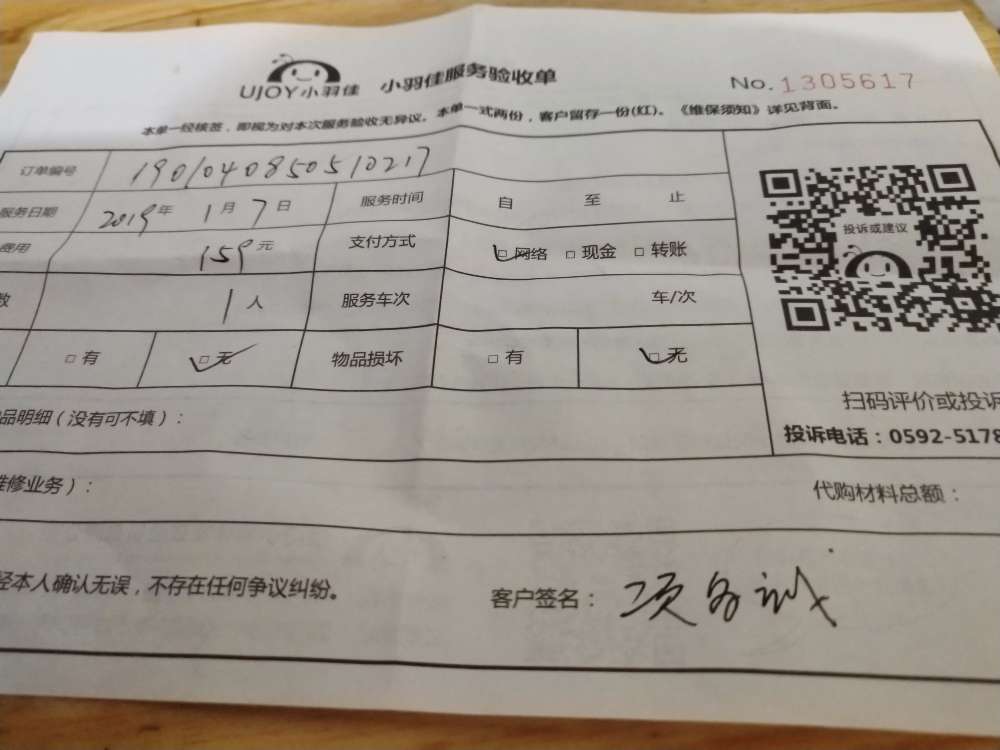 UJOY小羽佳 小羽佳服务验收单 No.1305617
本单一经核签，即视为对本次服务验收无异议。本单一式两份，客户留存一份(红)。《维保须知》详见背面。
订单编号 190104085051 0217
服务日期 2019年 1月 7日 服务时间 自 至 止
费用 159元 支付方式 □网络 □现金 □转账
数 1人 服务车次 车/次
□有 □无 物品损坏 □有 □无
投诉或建议
扫码评价或投诉
投诉电话：0592-5178
品明细（没有可不填）：
维修业务）： 代购材料总额：
经本人确认无误，不存在任何争议纠纷。 客户签名：